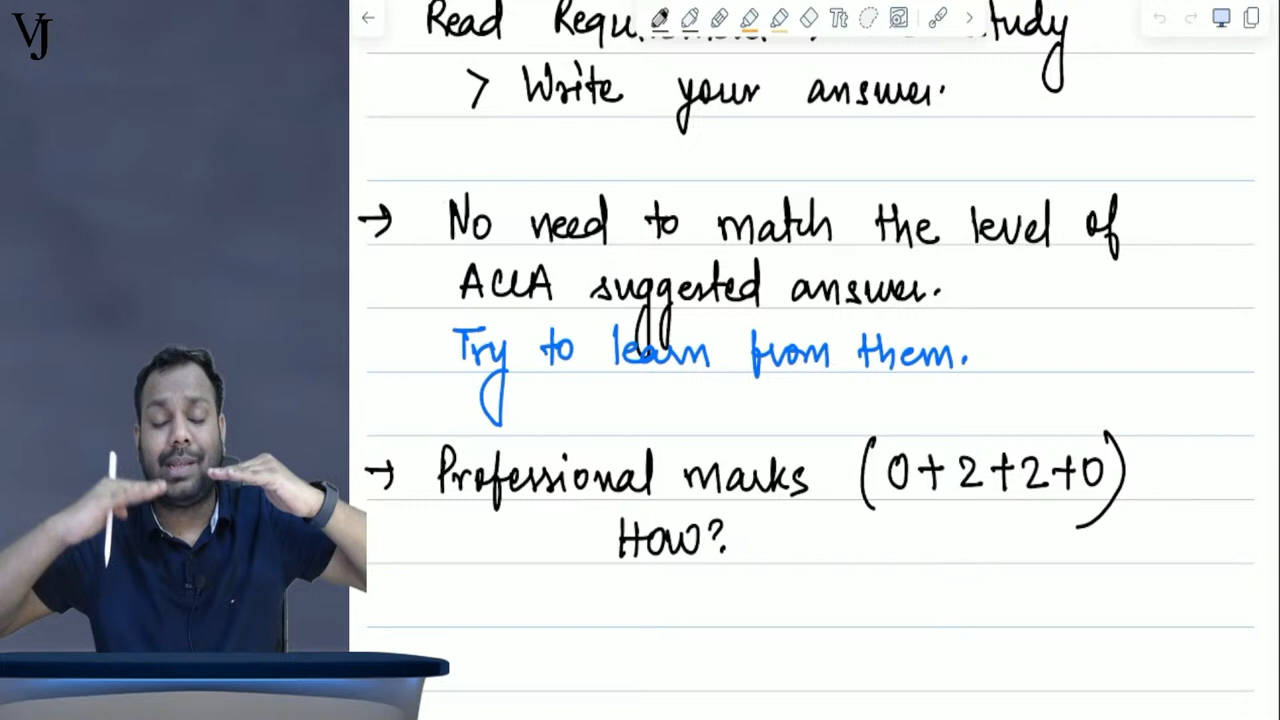 VJ
Read Requ tudy
> Write your answer.
Tt
→ No need to match the level of
ACCA suggested answer.
Try to learn from them.
→ Professional marks (0+2+2+0)
How?